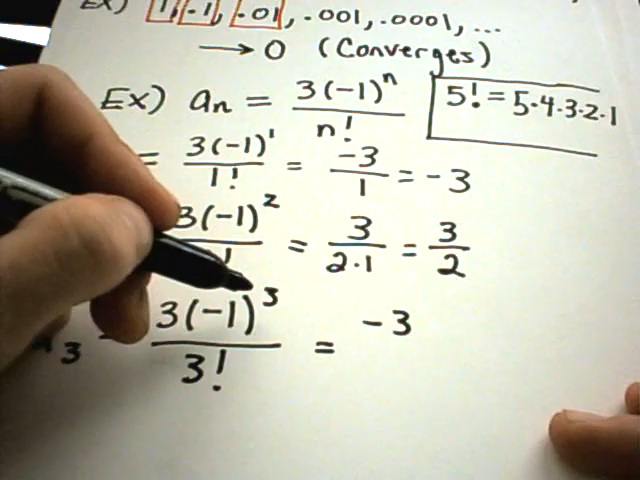 Ex) 1, .1, .01, .001, .0001, ...
→ 0 (Converges)
Ex) an = 3(-1)^n / n!
5! = 5·4·3·2·1
= 3(-1)^1 / 1! = -3/1 = -3
3(-1)^2 / ! = 3/(2·1) = 3/2
3 = 3(-1)^3 / 3! = -3